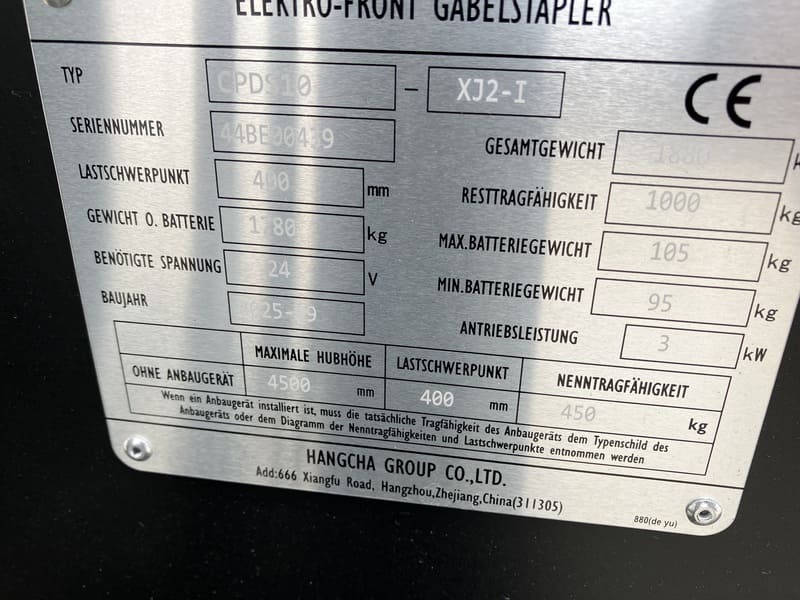 ELEKTRO-FRONT GABELSTAPLER
TYP CPDS10 - XJ2-I CE
SERIENNUMMER 44BE00439
GESAMTGEWICHT 1880
LASTSCHWERPUNKT 400 mm
RESTTRAGFÄHIGKEIT 1000 kg
GEWICHT O. BATTERIE 1780 kg
MAX.BATTERIEGEWICHT 105 kg
BENÖTIGTE SPANNUNG 24 V
MIN.BATTERIEGEWICHT 95 kg
BAUJAHR
ANTRIEBSLEISTUNG 3 kW
MAXIMALE HUBHÖHE LASTSCHWERPUNKT NENNTRAGFÄHIGKEIT
OHNE ANBAUGERÄT 4500 mm 400 mm 450 kg
Wenn ein Anbaugerät installiert ist, muss die tatsächliche Tragfähigkeit des Anbaugeräts dem Typenschild des
Anbaugeräts oder dem Diagramm der Nenntragfähigkeiten und Lastschwerpunkte entnommen werden
HANGCHA GROUP CO.,LTD.
Add:666 Xiangfu Road, Hangzhou,Zhejiang,China(311305)
880(de yu)